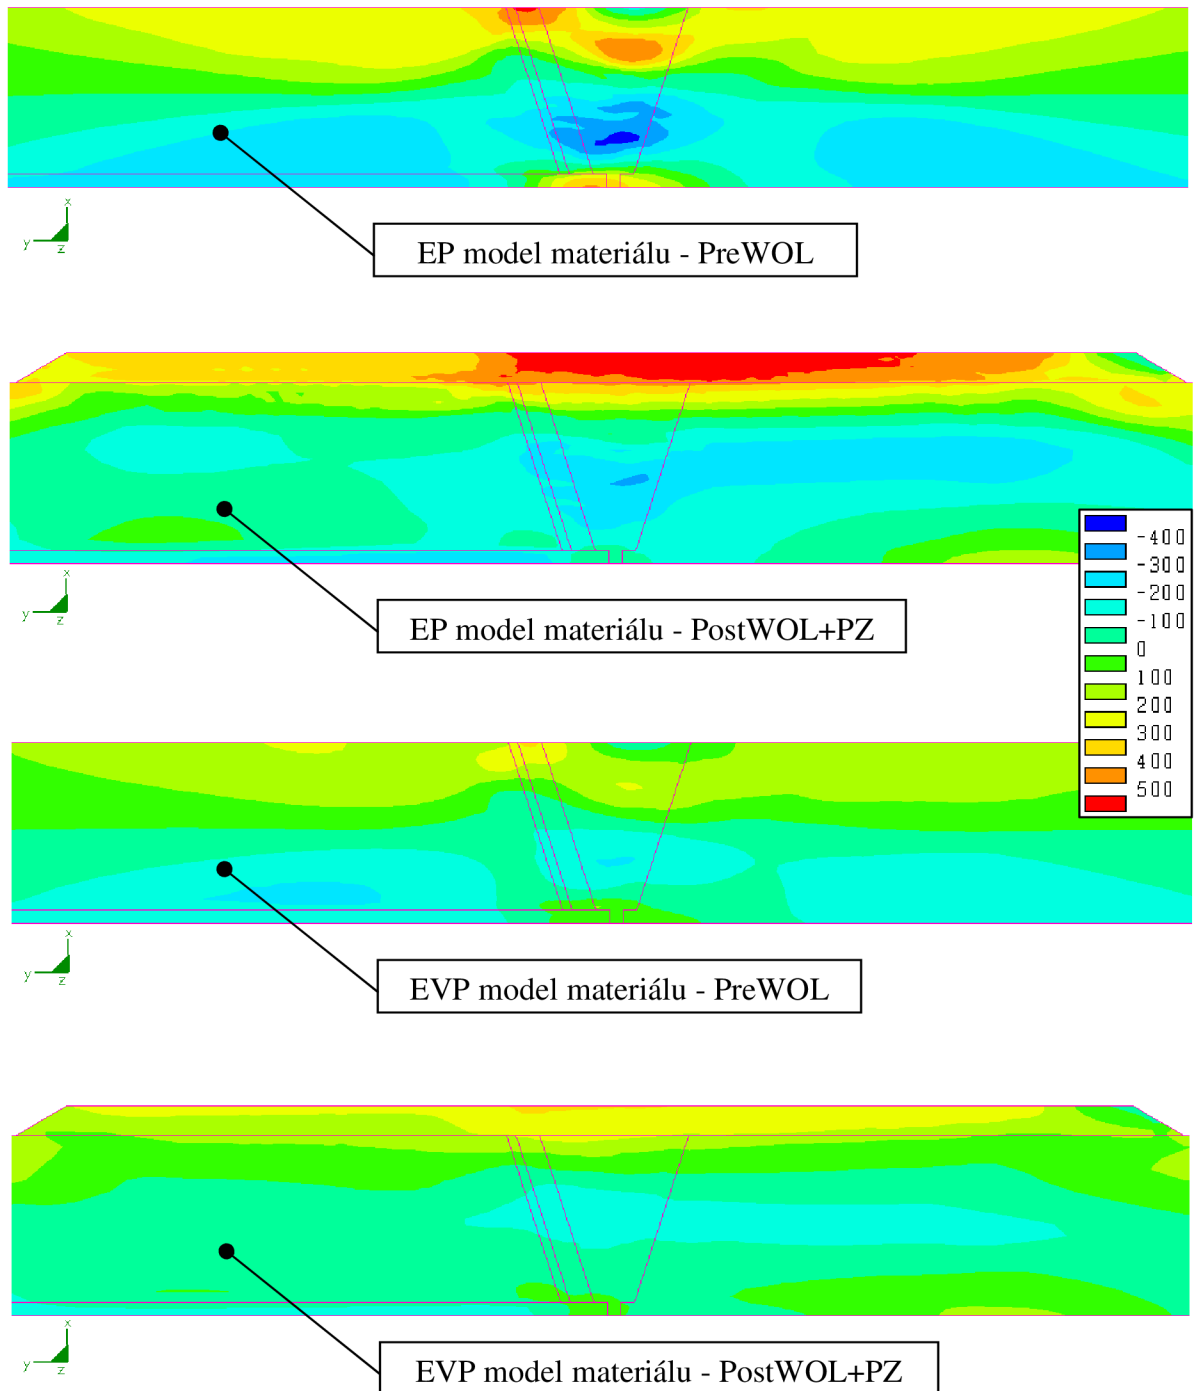 x
y
z
EP model materiálu - PreWOL
x
y
z
EP model materiálu - PostWOL+PZ
-400
-300
-200
-100
0
100
200
300
400
500
x
y
z
EVP model materiálu - PreWOL
x
y
z
EVP model materiálu - PostWOL+PZ